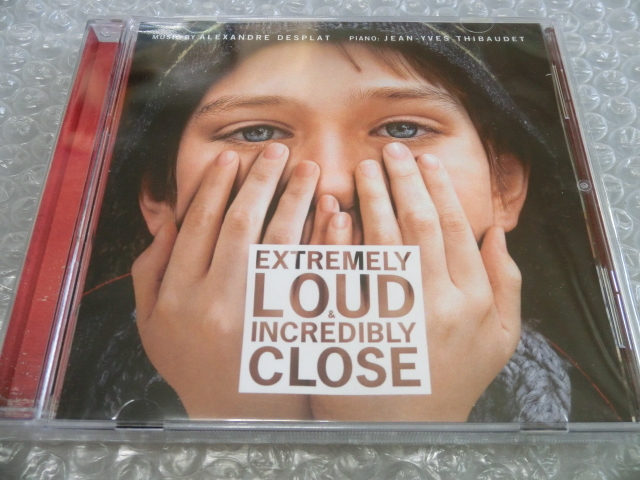 MUSIC BY ALEXANDRE DESPLAT PIANO: JEAN-YVES THIBAUDET
EXTREMELY
LOUD
&
INCREDIBLY
CLOSE